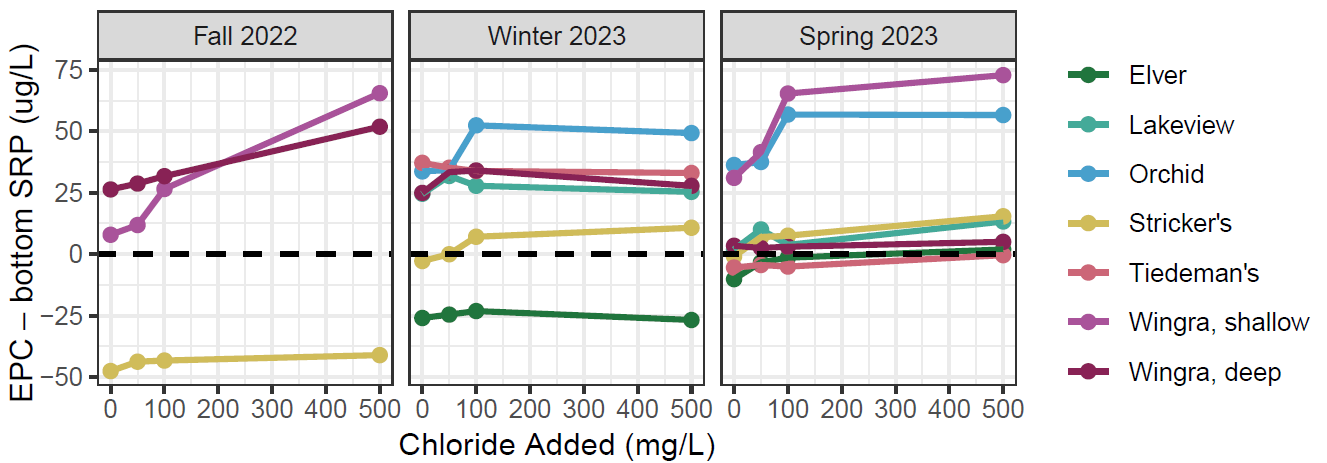 Fall 2022
Winter 2023
Spring 2023
EPC − bottom SRP (ug/L)
75
50
25
0
−25
−50
0 100 200 300 400 500
0 100 200 300 400 500
0 100 200 300 400 500
Chloride Added (mg/L)
Elver
Lakeview
Orchid
Stricker's
Tiedeman's
Wingra, shallow
Wingra, deep